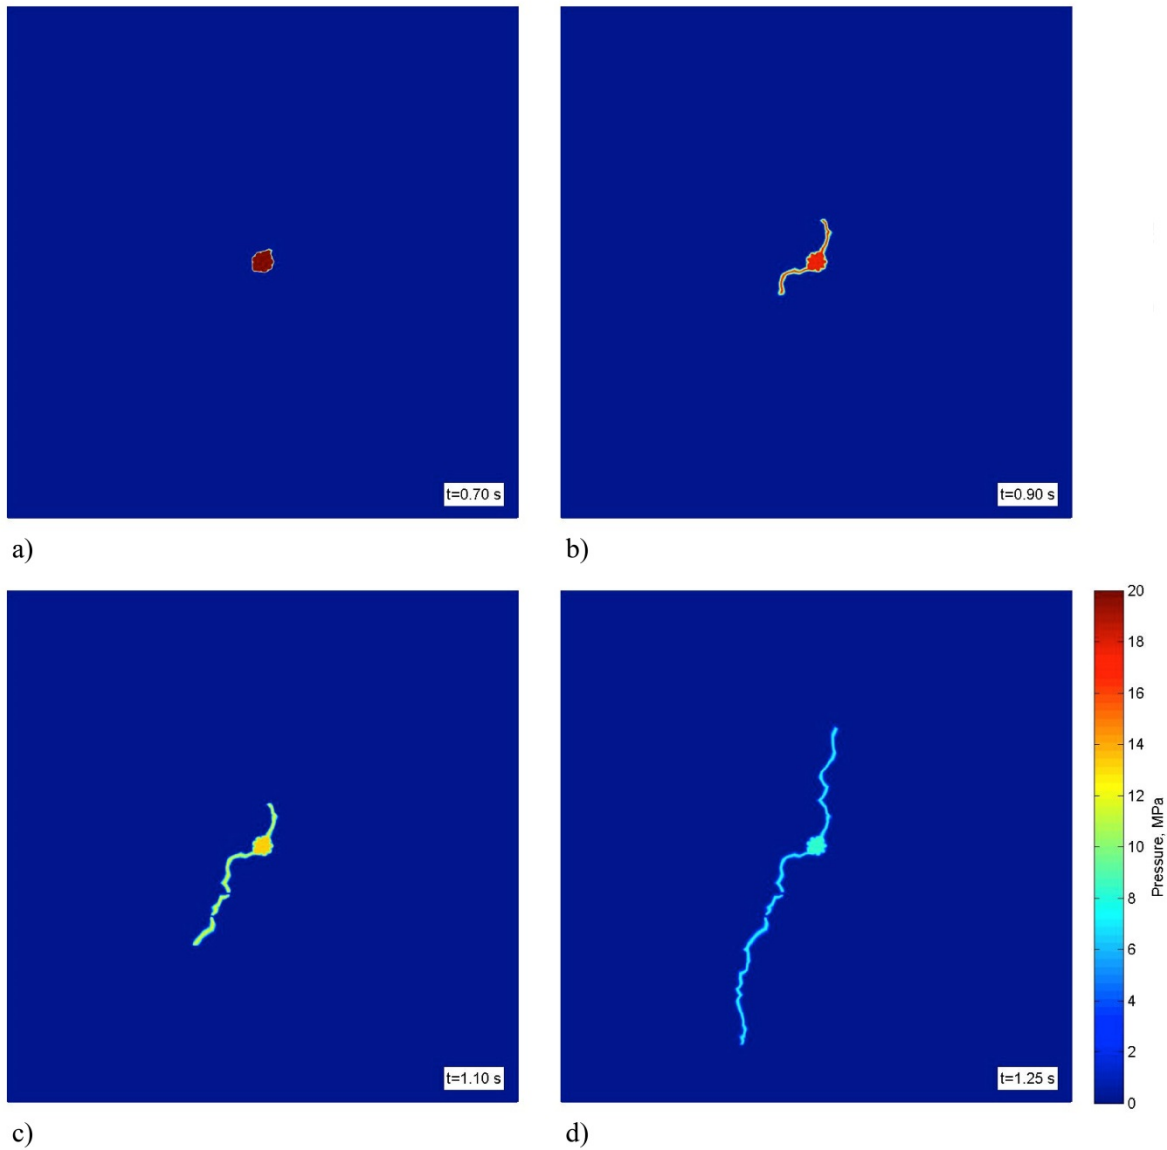 t=0.70 s
t=0.90 s
a)
b)
t=1.10 s
t=1.25 s
20
18
16
14
12
10
8
6
4
2
0
Pressure, MPa
c)
d)